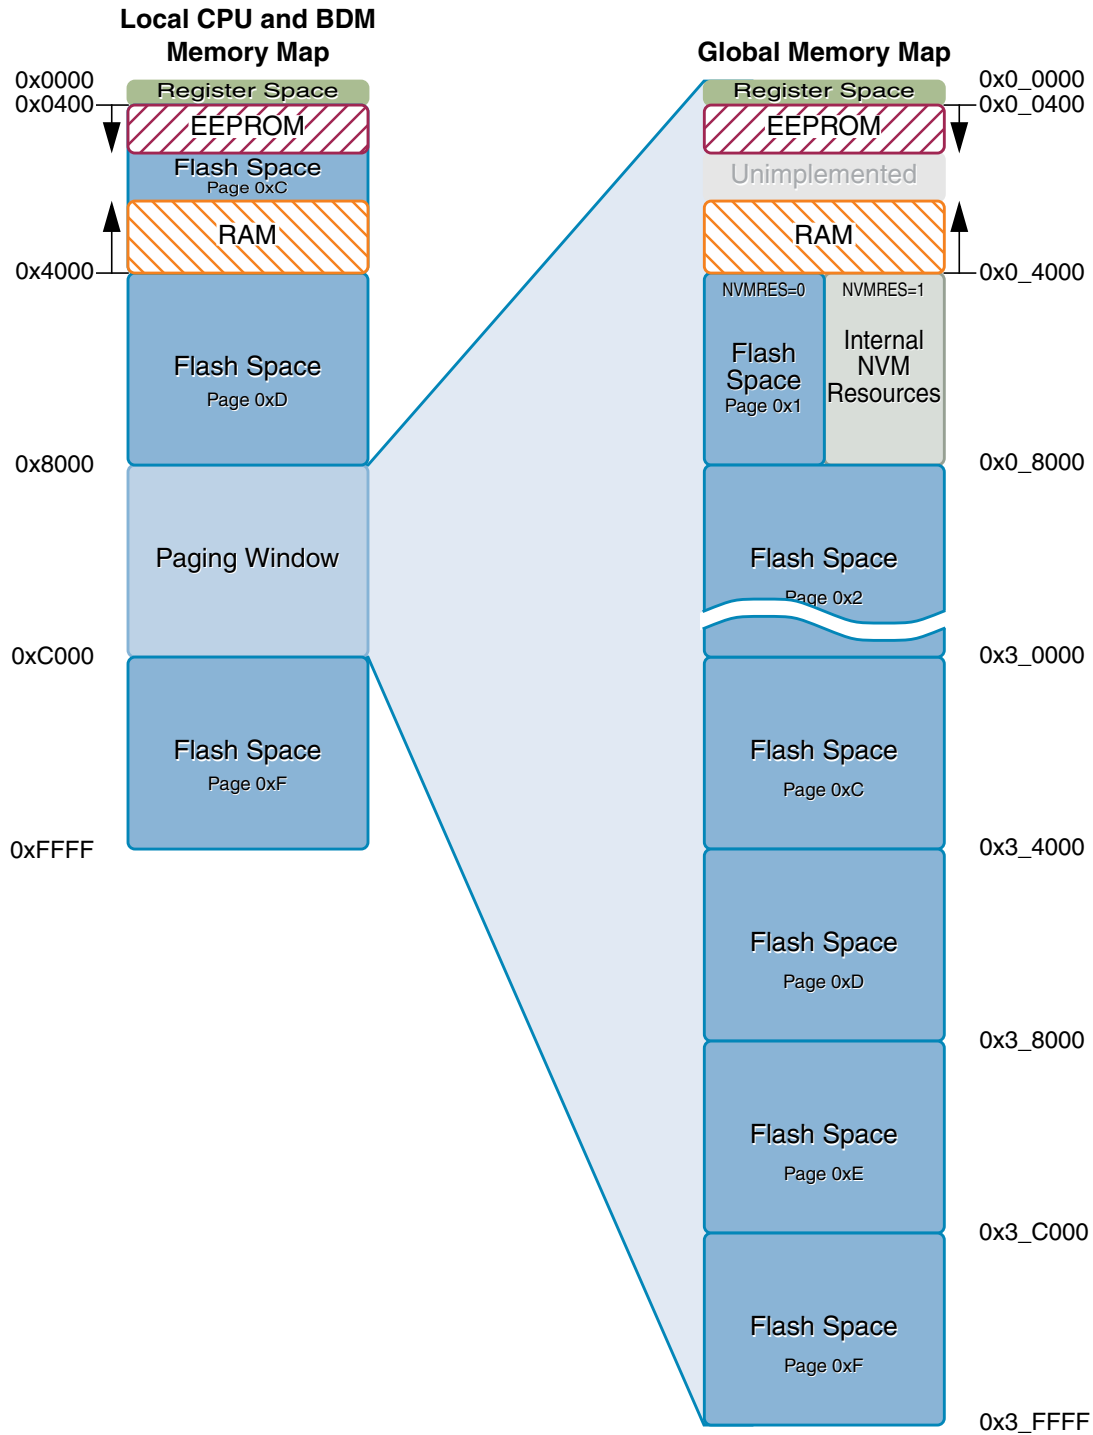 Local CPU and BDM
Memory Map
0x0000
Register Space
0x0400
EEPROM
Flash Space
Page 0xC
RAM
0x4000
Flash Space
Page 0xD
0x8000
Paging Window
0xC000
Flash Space
Page 0xF
0xFFFF
Global Memory Map
0x0_0000
Register Space
0x0_0400
EEPROM
Unimplemented
RAM
0x0_4000
NVMRES=0
Flash
Space
Page 0x1
NVMRES=1
Internal
NVM
Resources
0x0_8000
Flash Space
Page 0x2
0x3_0000
Flash Space
Page 0xC
0x3_4000
Flash Space
Page 0xD
0x3_8000
Flash Space
Page 0xE
0x3_C000
Flash Space
Page 0xF
0x3_FFFF